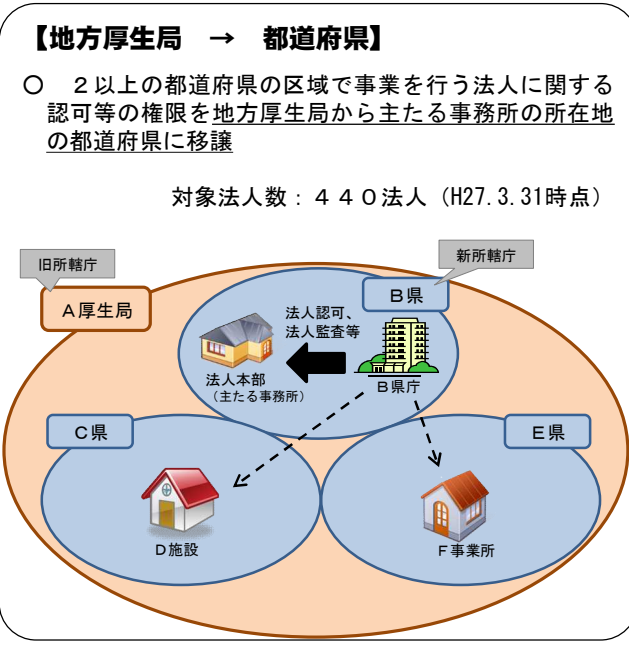 【地方厚生局　→　都道府県】
○　２以上の都道府県の区域で事業を行う法人に関する
認可等の権限を地方厚生局から主たる事務所の所在地
の都道府県に移譲
対象法人数：４４０法人（H27.3.31時点）
旧所轄庁
新所轄庁
Ａ厚生局
Ｂ県
法人認可、
法人監査等
法人本部
（主たる事務所）
Ｂ県庁
Ｃ県
Ｅ県
Ｄ施設
Ｆ事業所